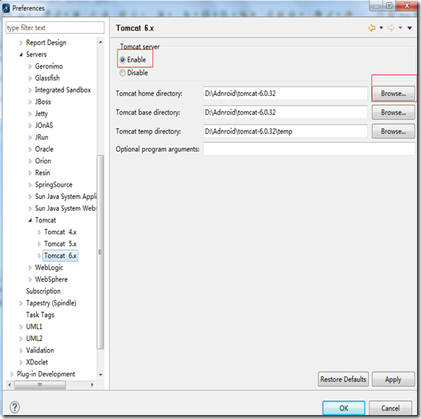 Preferences
type filter text
Report Design
Servers
Geronimo
Glassfish
Integrated Sandbox
JBoss
Jetty
JOnAS
JRun
Oracle
Orion
Resin
SpringSource
Sun Java System Appl
Sun Java System Web
Tomcat
Tomcat 4.x
Tomcat 5.x
Tomcat 6.x
WebLogic
WebSphere
Subscription
Tapestry (Spindle)
Task Tags
UML1
UML2
Validation
XDoclet
Plug-in Development
Tomcat 6.x
Tomcat server
Enable
Disable
Tomcat home directory: D:\Adnroid\tomcat-6.0.32 Browse...
Tomcat base directory: D:\Adnroid\tomcat-6.0.32 Browse...
Tomcat temp directory: D:\Adnroid\tomcat-6.0.32\temp Browse...
Optional program arguments:
Restore Defaults Apply
OK Cancel